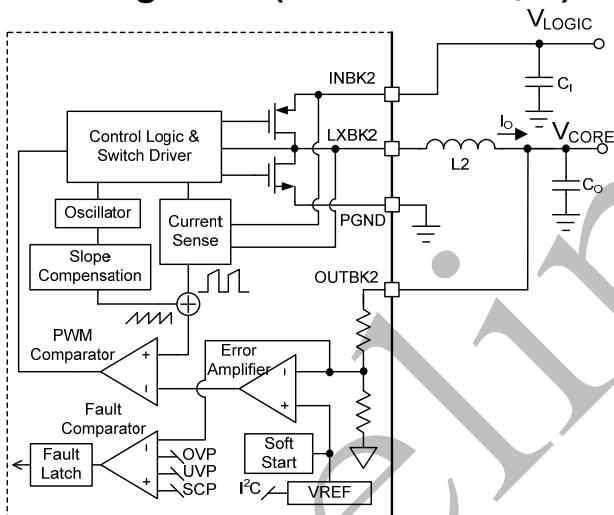 V_LOGIC
INBK2
C_I
Control Logic &
Switch Driver
LXBK2
I_O
V_CORE
L2
C_O
Oscillator
Current
Sense
PGND
Slope
Compensation
OUTBK2
+
PWM
Comparator
+
-
Error
Amplifier
-
+
Fault
Comparator
-
OVP
UVP
SCP
+
Fault
Latch
Soft
Start
I²C
VREF